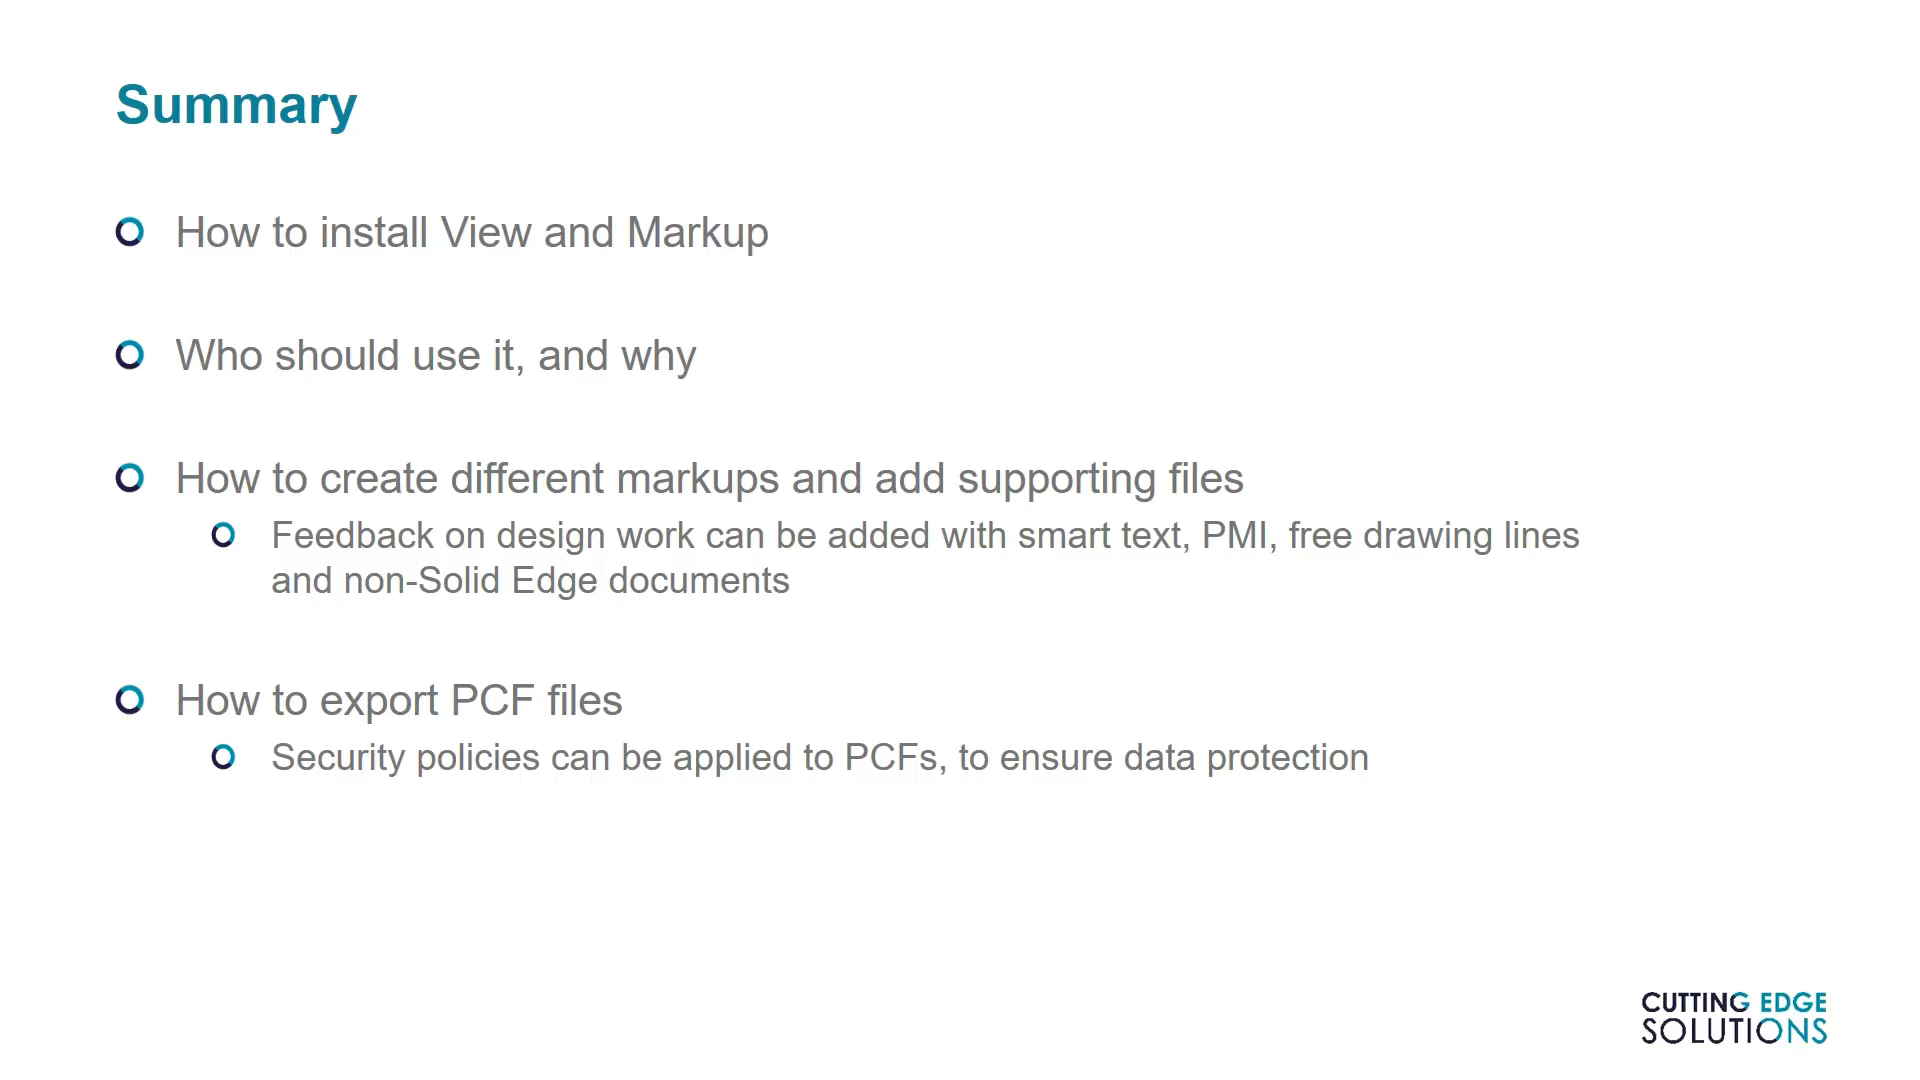 Summary
How to install View and Markup
Who should use it, and why
How to create different markups and add supporting files
Feedback on design work can be added with smart text, PMI, free drawing lines
and non-Solid Edge documents
How to export PCF files
Security policies can be applied to PCFs, to ensure data protection
CUTTING EDGE
SOLUTIONS